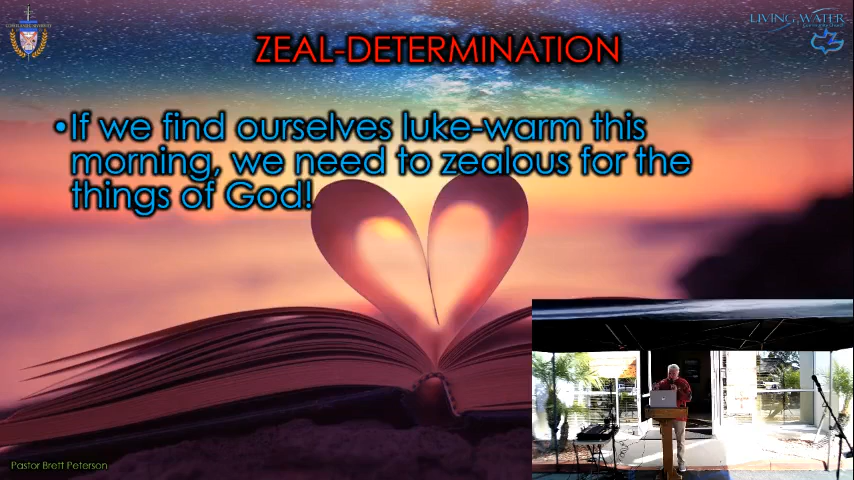 LIVING WATER
ZEAL-DETERMINATION
•If we find ourselves luke-warm this
morning, we need to zealous for the
things of God!
Pastor Brett Peterson